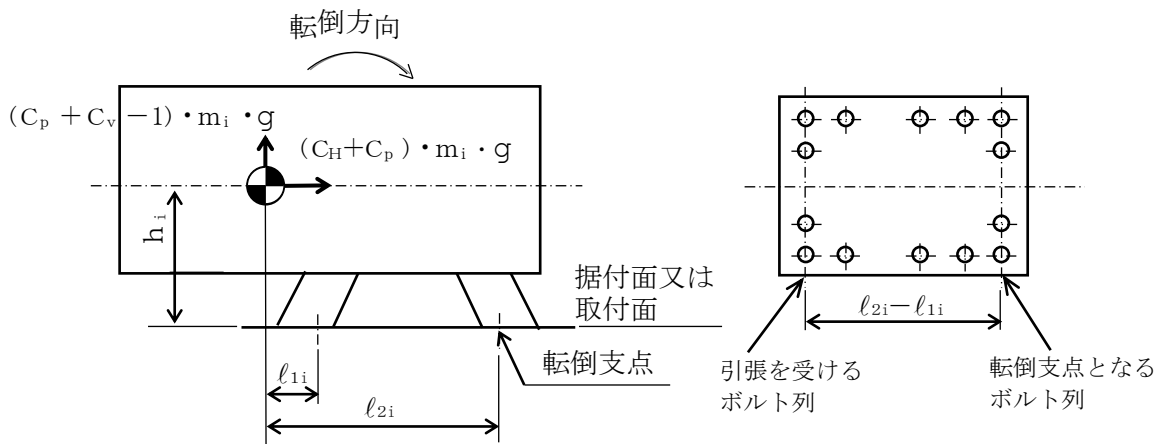 転倒方向
(Cp＋Cv－1)・mi・g
(CH＋Cp)・mi・g
hi
据付面又は
取付面
転倒支点
ℓ1i
ℓ2i
ℓ2i－ℓ1i
引張を受ける
ボルト列
転倒支点となる
ボルト列